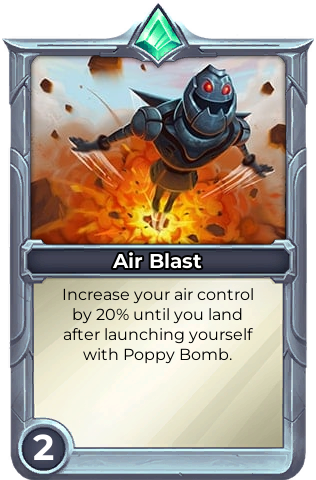 Air Blast
Increase your air control
by 20% until you land
after launching yourself
with Poppy Bomb.
2